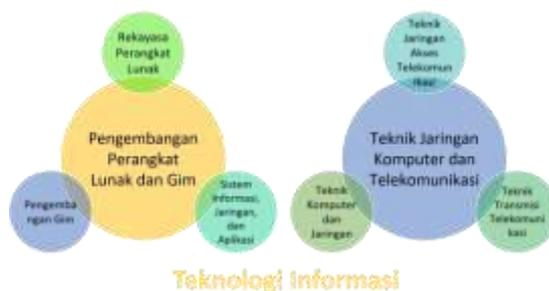 Rekayasa
Perangkat
Lunak
Pengembangan
Perangkat
Lunak dan Gim
Pengemba
ngan Gim
Sistem
Informasi,
Jaringan,
dan
Aplikasi
Teknik
Jaringan
Akses
Telekomun
ikasi
Teknik Jaringan
Komputer dan
Telekomunikasi
Teknik
Komputer
dan
Jaringan
Teknik
Transmisi
Telekomuni
kasi
Teknologi Informasi